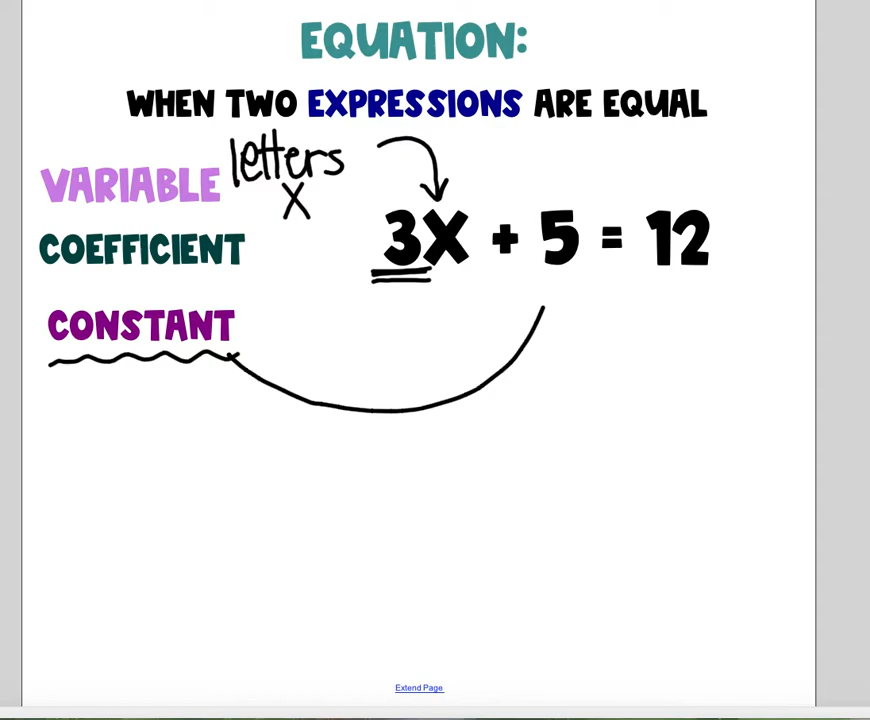 EQUATION:
WHEN TWO EXPRESSIONS ARE EQUAL
letters
VARIABLE
x
3X + 5 = 12
COEFFICIENT
CONSTANT
Extend Page